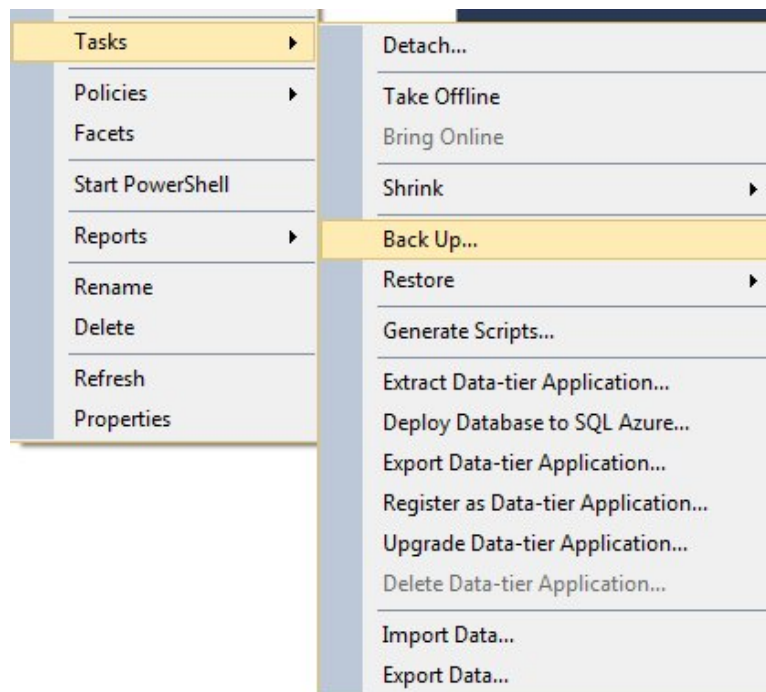 Tasks
Policies
Facets
Start PowerShell
Reports
Rename
Delete
Refresh
Properties
Detach...
Take Offline
Bring Online
Shrink
Back Up...
Restore
Generate Scripts...
Extract Data-tier Application...
Deploy Database to SQL Azure...
Export Data-tier Application...
Register as Data-tier Application...
Upgrade Data-tier Application...
Delete Data-tier Application...
Import Data...
Export Data...